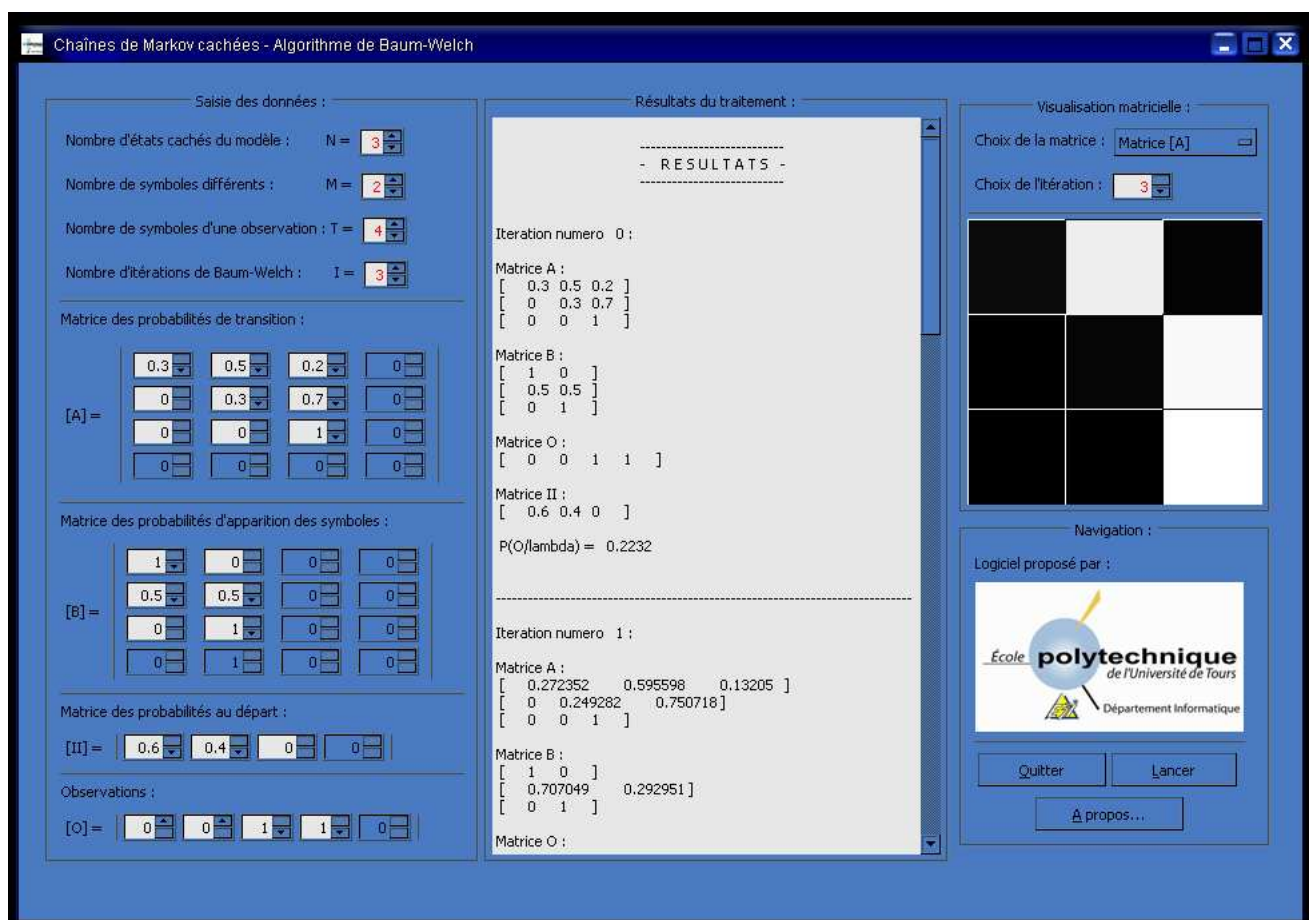 Chaînes de Markov cachées - Algorithme de Baum-Welch
Saisie des données :
Nombre d'états cachés du modèle : N = 3
Nombre de symboles différents : M = 2
Nombre de symboles d'une observation : T = 4
Nombre d'itérations de Baum-Welch : I = 3
Matrice des probabilités de transition :
[A] =
0.3 0.5 0.2 0
0 0.3 0.7 0
0 0 1 0
0 0 0 0
Matrice des probabilités d'apparition des symboles :
[B] =
1 0 0 0
0.5 0.5 0 0
0 1 0 0
0 1 0 0
Matrice des probabilités au départ :
[II] = 0.6 0.4 0 0
Observations :
[O] = 0 0 1 1 0
Résultats du traitement :
---------------------------
- R E S U L T A T S -
---------------------------
Iteration numero 0 :
Matrice A :
[ 0.3 0.5 0.2 ]
[ 0 0.3 0.7 ]
[ 0 0 1 ]
Matrice B :
[ 1 0 ]
[ 0.5 0.5 ]
[ 0 1 ]
Matrice O :
[ 0 0 1 1 ]
Matrice II :
[ 0.6 0.4 0 ]
P(O/lambda) = 0.2232
Iteration numero 1 :
Matrice A :
[ 0.272352 0.595598 0.13205 ]
[ 0 0.249282 0.750718 ]
[ 0 0 1 ]
Matrice B :
[ 1 0 ]
[ 0.707049 0.292951 ]
[ 0 1 ]
Matrice O :
Visualisation matricielle :
Choix de la matrice : Matrice [A]
Choix de l'itération : 3
Navigation :
Logiciel proposé par :
École polytechnique
de l'Université de Tours
Département Informatique
Quitter Lancer
A propos...